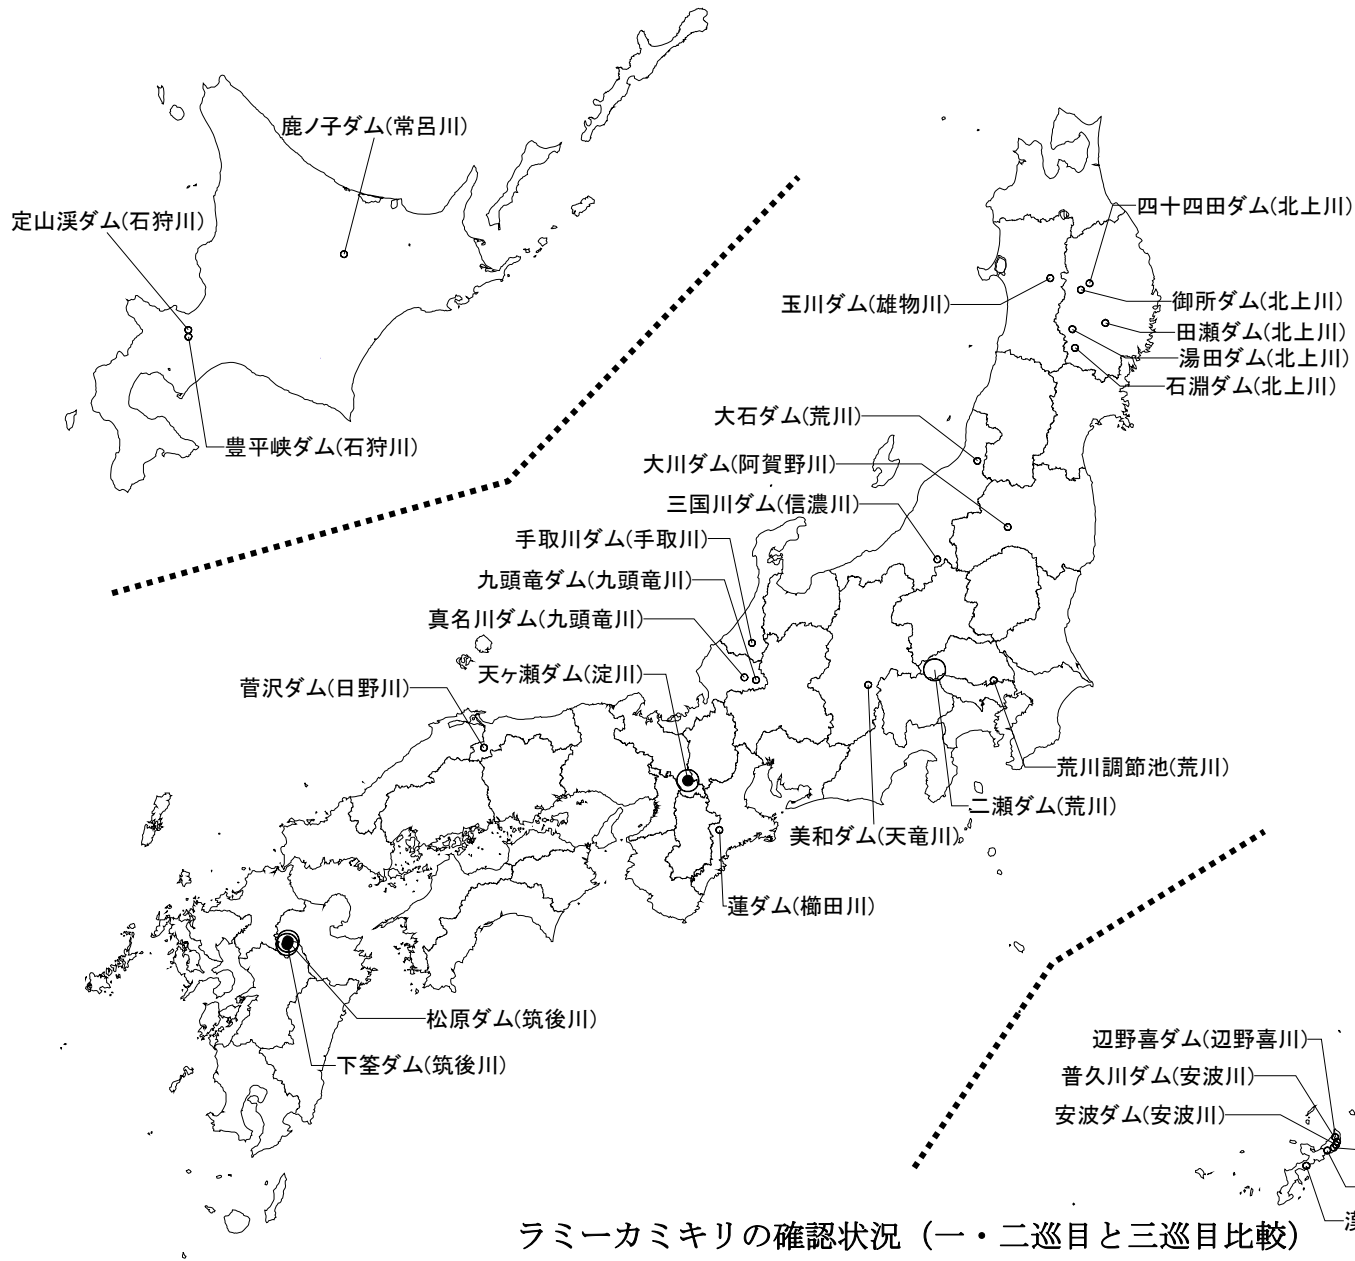 鹿ノ子ダム(常呂川)
定山渓ダム(石狩川)
四十四田ダム(北上川)
玉川ダム(雄物川)
御所ダム(北上川)
田瀬ダム(北上川)
湯田ダム(北上川)
石淵ダム(北上川)
大石ダム(荒川)
豊平峡ダム(石狩川)
大川ダム(阿賀野川)
三国川ダム(信濃川)
手取川ダム(手取川)
九頭竜ダム(九頭竜川)
真名川ダム(九頭竜川)
天ヶ瀬ダム(淀川)
菅沢ダム(日野川)
荒川調節池(荒川)
二瀬ダム(荒川)
美和ダム(天竜川)
蓮ダム(櫛田川)
松原ダム(筑後川)
下筌ダム(筑後川)
辺野喜ダム(辺野喜川)
普久川ダム(安波川)
安波ダム(安波川)
ラミーカミキリの確認状況（一・二巡目と三巡目比較）